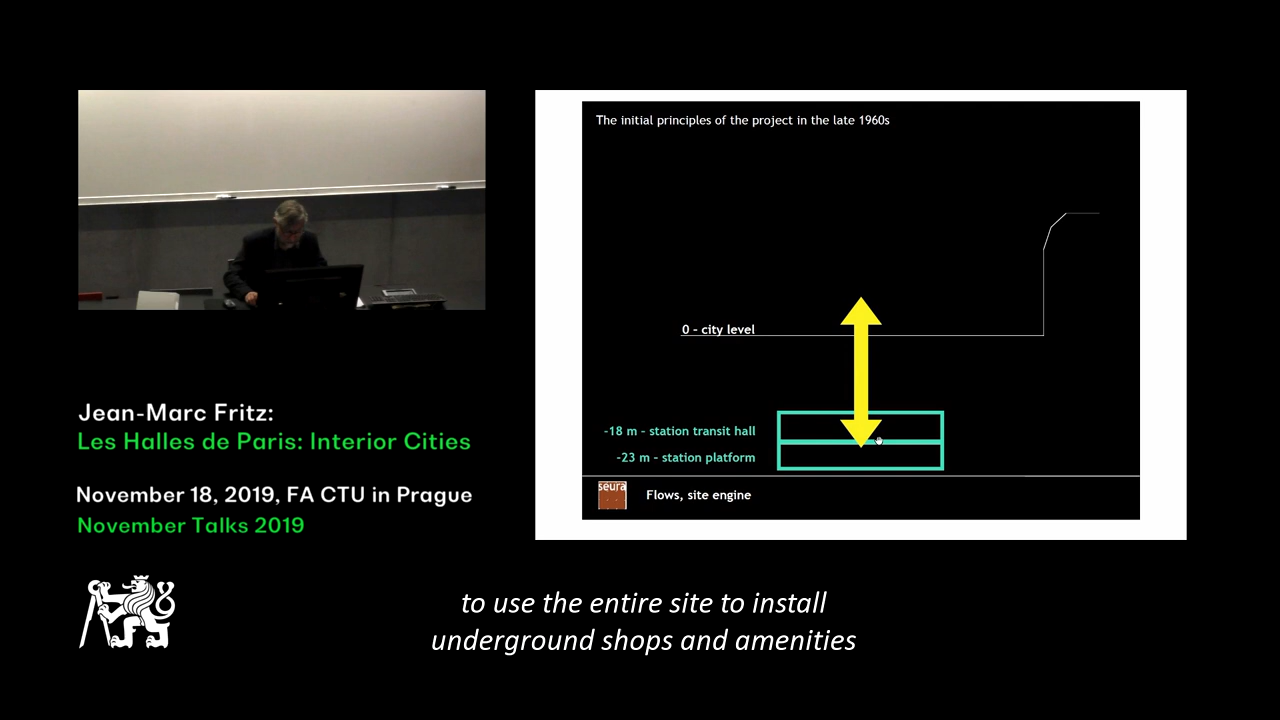 The initial principles of the project in the late 1960s
0 - city level
-18 m - station transit hall
-23 m - station platform
seura
Flows, site engine
Jean-Marc Fritz:
Les Halles de Paris: Interior Cities
November 18, 2019, FA CTU in Prague
November Talks 2019
to use the entire site to install
underground shops and amenities